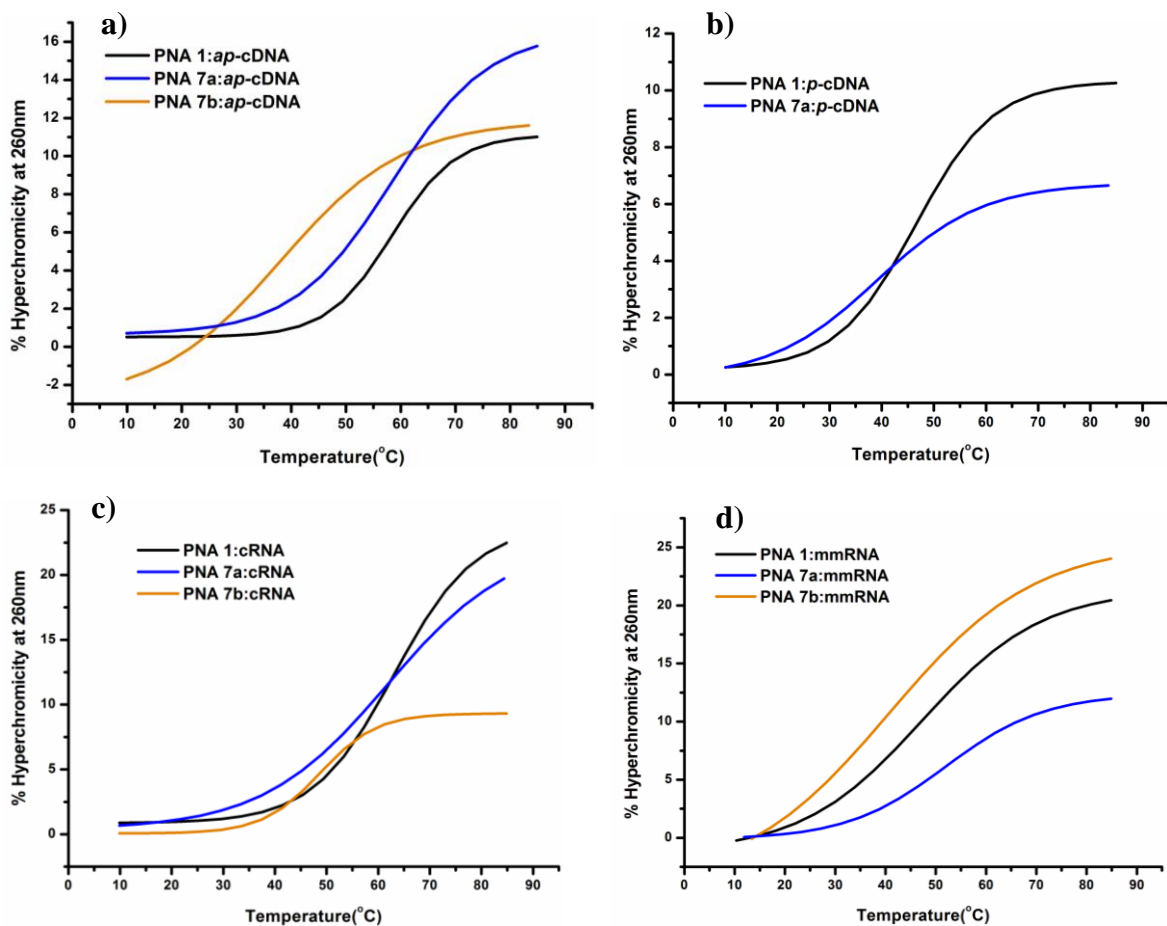 a)
PNA 1:ap-cDNA
PNA 7a:ap-cDNA
PNA 7b:ap-cDNA
% Hyperchromicity at 260nm
16
14
12
10
8
6
4
2
0
-2
0 10 20 30 40 50 60 70 80 90
Temperature(°C)
b)
PNA 1:p-cDNA
PNA 7a:p-cDNA
% Hyperchromicity at 260nm
12
10
8
6
4
2
0
0 10 20 30 40 50 60 70 80 90
Temperature(°C)
c)
PNA 1:cRNA
PNA 7a:cRNA
PNA 7b:cRNA
% Hyperchromicity at 260nm
25
20
15
10
5
0
0 10 20 30 40 50 60 70 80 90
Temperature(°C)
d)
PNA 1:mmRNA
PNA 7a:mmRNA
PNA 7b:mmRNA
% Hyperchromicity at 260nm
25
20
15
10
5
0
0 10 20 30 40 50 60 70 80 90
Temperature(°C)